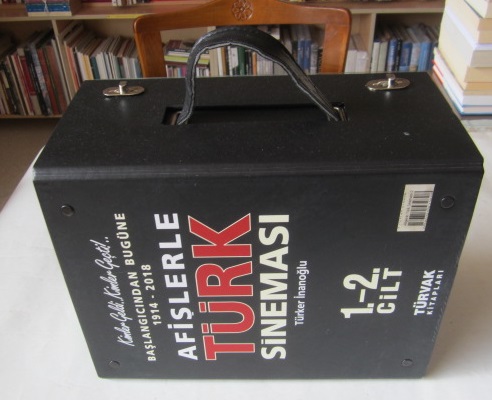 Kimler Geldi, Kimler Geçti!..
BAŞLANGICINDAN BUGÜNE
1914 - 2018
AFİŞLERLE
TÜRK
SİNEMASI
Türker İnanoğlu
1.-2.
CİLT
TÜRVAK
KİTAPLARI